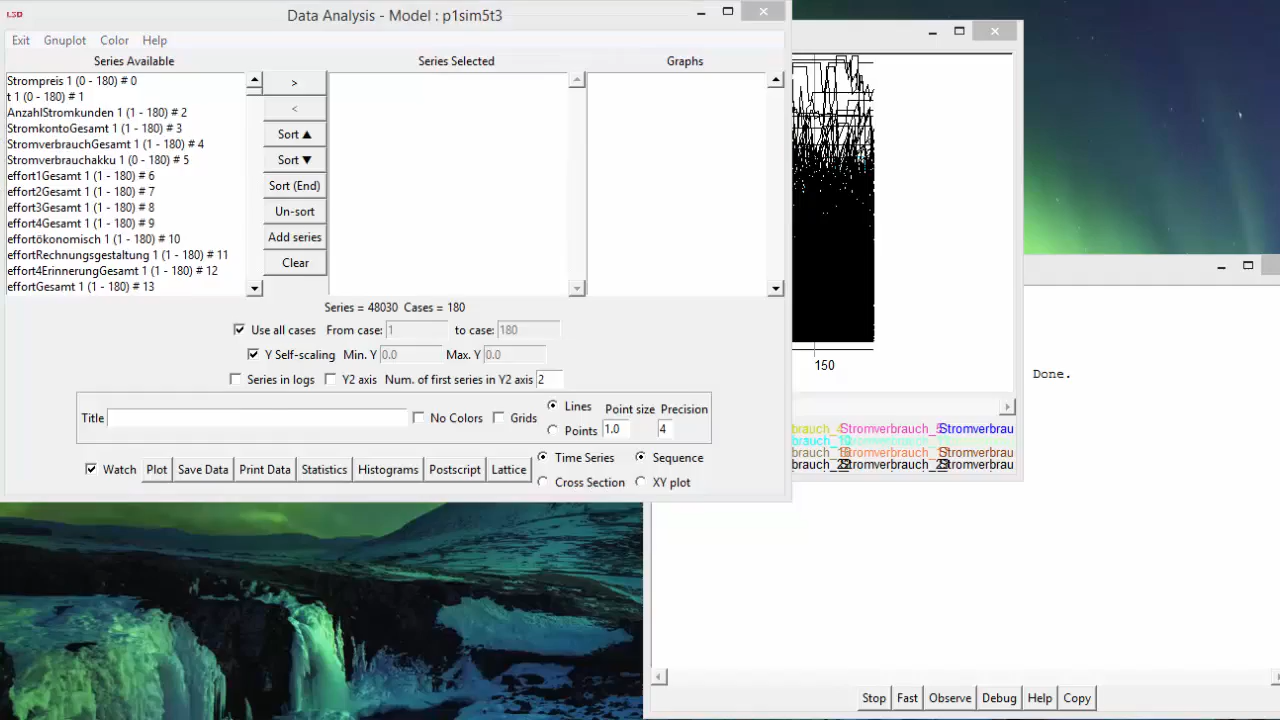 LSD Data Analysis - Model : p1sim5t3
Exit Gnuplot Color Help
Series Available Series Selected Graphs
Strompreis 1 (0 - 180) # 0
t 1 (0 - 180) # 1
AnzahlStromkunden 1 (1 - 180) # 2
StromkontoGesamt 1 (1 - 180) # 3
StromverbrauchGesamt 1 (1 - 180) # 4
Stromverbrauchakku 1 (0 - 180) # 5
effort1Gesamt 1 (1 - 180) # 6
effort2Gesamt 1 (1 - 180) # 7
effort3Gesamt 1 (1 - 180) # 8
effort4Gesamt 1 (1 - 180) # 9
effortökonomisch 1 (1 - 180) # 10
effortRechnungsgestaltung 1 (1 - 180) # 11
effort4ErinnerungGesamt 1 (1 - 180) # 12
effortGesamt 1 (1 - 180) # 13
>
<
Sort ▲
Sort ▼
Sort (End)
Un-sort
Add series
Clear
Series = 48030 Cases = 180
Use all cases From case: 1 to case: 180
Y Self-scaling Min. Y 0.0 Max. Y 0.0
Series in logs Y2 axis Num. of first series in Y2 axis 2
Title No Colors Grids
Lines
Points
Point size
1.0
Precision
4
Watch Plot Save Data Print Data Statistics Histograms Postscript Lattice
Time Series Sequence
Cross Section XY plot
150
brauch_4 Stromverbrauch_5 Stromverbrau
brauch_10 Stromverbrau
Stromverbrau
Stromverbrau
Done.
Stop Fast Observe Debug Help Copy